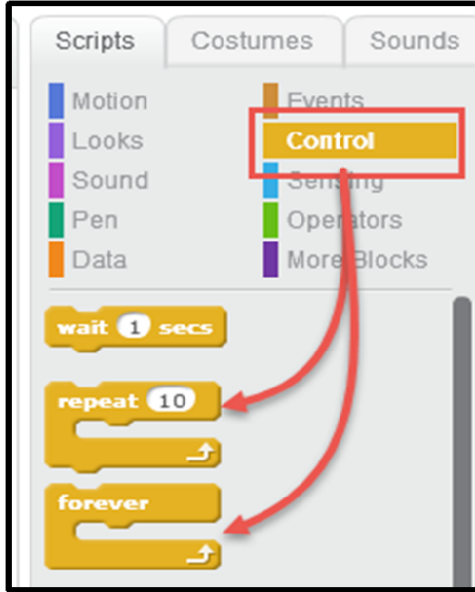 Scripts Costumes Sounds
Motion Events
Looks Control
Sound Sensing
Pen Operators
Data More Blocks
wait 1 secs
repeat 10
forever